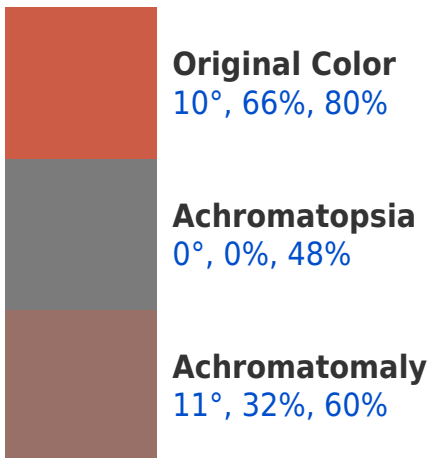 Original Color
10°, 66%, 80%
Achromatopsia
0°, 0%, 48%
Achromatomaly
11°, 32%, 60%